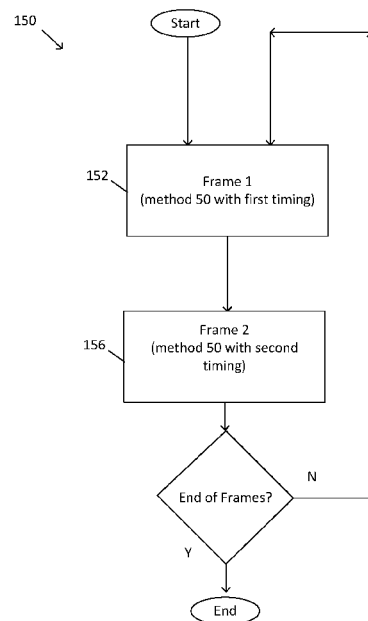 150
Start
152
Frame 1
(method 50 with first timing)
156
Frame 2
(method 50 with second
timing)
End of Frames?
N
Y
End